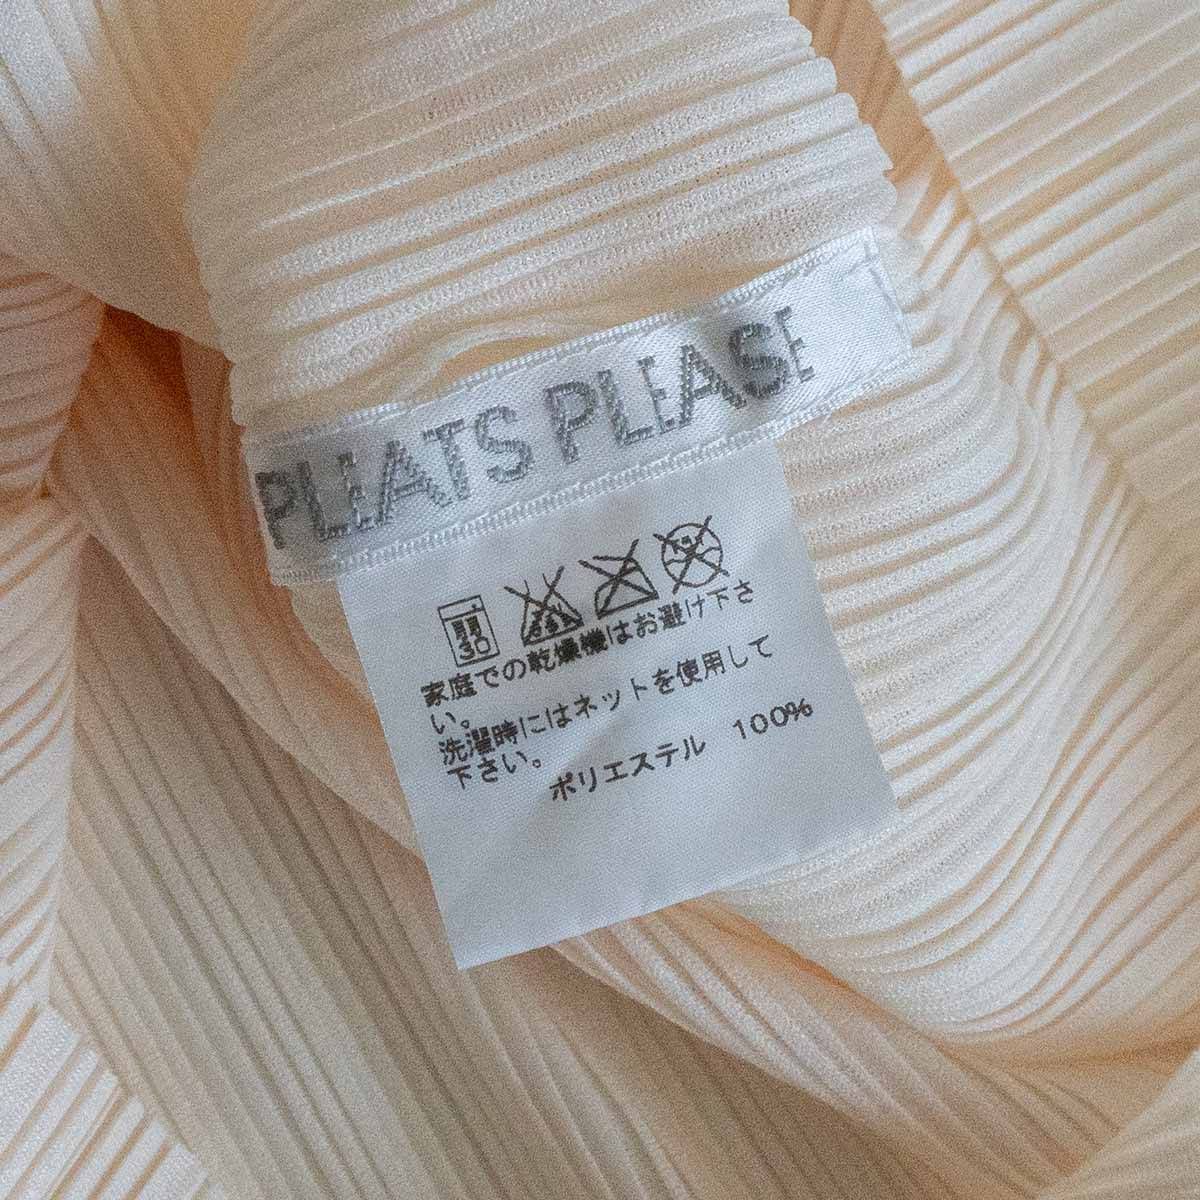 PLEATS PLEASE
弱
30
家庭での乾燥機はお避け下さ
い。
洗濯時にはネットを使用して
下さい。
ポリエステル 100%